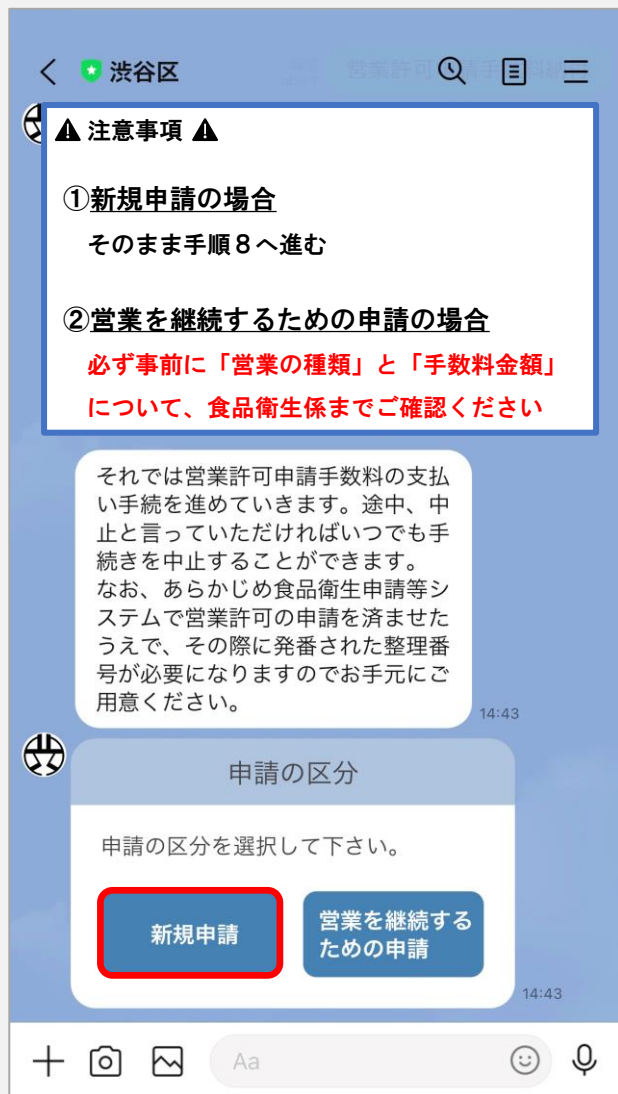 渋谷区
▲ 注意事項 ▲
①新規申請の場合
そのまま手順８へ進む
②営業を継続するための申請の場合
必ず事前に「営業の種類」と「手数料金額」
について、食品衛生係までご確認ください
それでは営業許可申請手数料の支払
い手続を進めていきます。途中、中
止と言っていただければいつでも手
続きを中止することができます。
なお、あらかじめ食品衛生申請等シ
ステムで営業許可の申請を済ませた
うえで、その際に発番された整理番
号が必要になりますのでお手元にご
用意ください。
14:43
申請の区分
申請の区分を選択して下さい。
新規申請
営業を継続する
ための申請
14:43
Aa